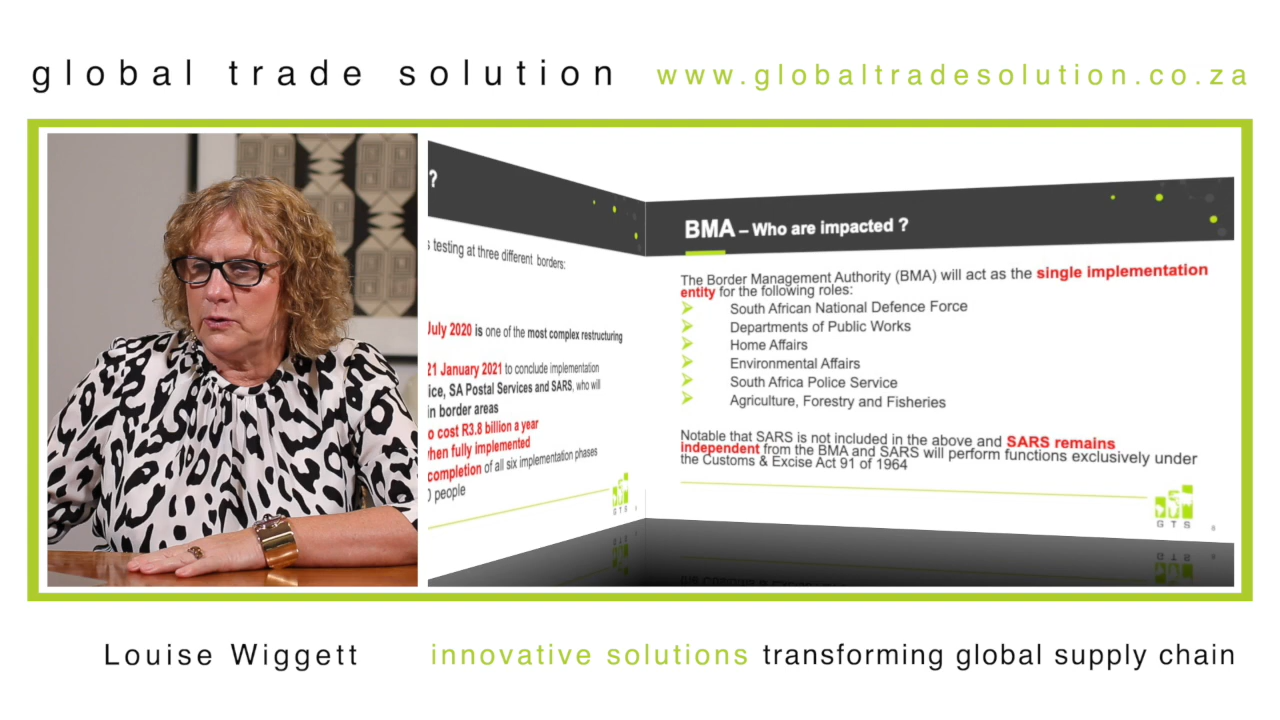 global trade solution
www.globaltradesolution.co.za
?
testing at three different borders:
July 2020 is one of the most complex restructuring
21 January 2021 to conclude implementation
ice, SA Postal Services and SARS, who will
in border areas
o cost R3.8 billion a year
hen fully implemented
completion of all six implementation phases
people
GTS
BMA – Who are impacted ?
The Border Management Authority (BMA) will act as the single implementation
entity for the following roles:
South African National Defence Force
Departments of Public Works
Home Affairs
Environmental Affairs
South Africa Police Service
Agriculture, Forestry and Fisheries
Notable that SARS is not included in the above and SARS remains
independent from the BMA and SARS will perform functions exclusively under
the Customs & Excise Act 91 of 1964
GTS
Louise Wiggett
innovative solutions transforming global supply chain